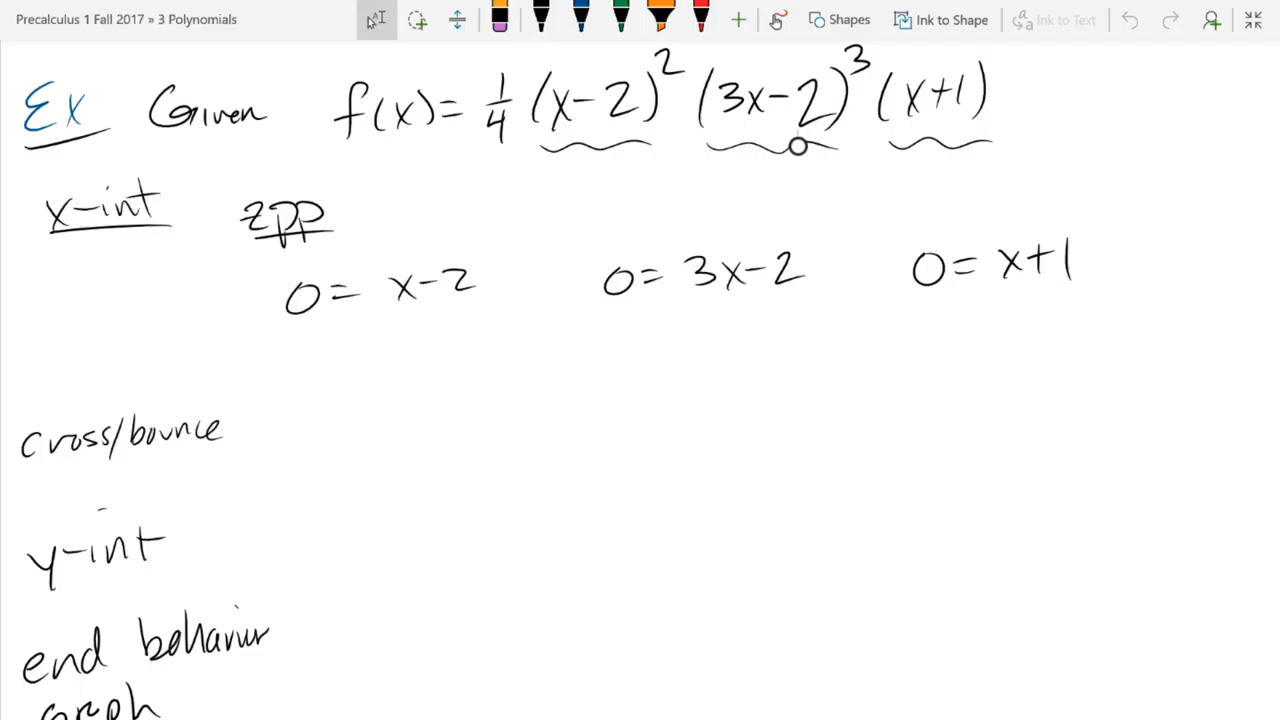 Precalculus 1 Fall 2017 » 3 Polynomials
Shapes
Ink to Shape
Ink to Text
Ex Given f(x) = 1/4 (x-2)² (3x-2)³ (x+1)
x-int zpp
0 = x-2 0 = 3x-2 0 = x+1
cross/bounce
y-int
end behavior
graph